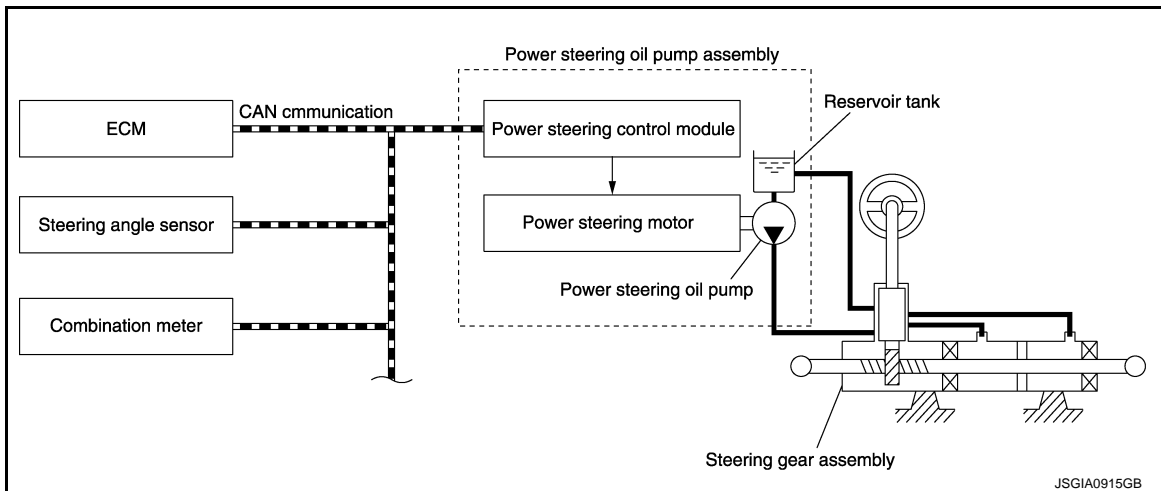 Power steering oil pump assembly
Reservoir tank
CAN cmmunication
ECM
Power steering control module
Steering angle sensor
Power steering motor
Power steering oil pump
Combination meter
Steering gear assembly
JSGIA0915GB